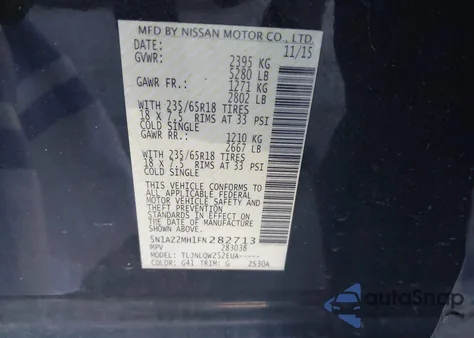 MFD BY NISSAN MOTOR CO., LTD.
DATE: 11/15
GVWR: 2395 KG
5280 LB
GAWR FR.: 1271 KG
2802 LB
WITH 235/65R18 TIRES
18 x 7.5 RIMS AT 33 PSI
COLD SINGLE
GAWR RR.: 1210 KG
2667 LB
WITH 235/65R18 TIRES
18 x 7.5 RIMS AT 33 PSI
COLD SINGLE
THIS VEHICLE CONFORMS TO
ALL APPLICABLE FEDERAL
MOTOR VEHICLE SAFETY
STANDARDS IN EFFECT ON
THE DATE OF MANUFACTURE
SHOWN ABOVE.
5N1AZ2MH1FN282713
MPV 283038
MODEL: TLJNLQWZ52EUA-----
COLOR: G41 TRIM: G Z530A
autoSnap